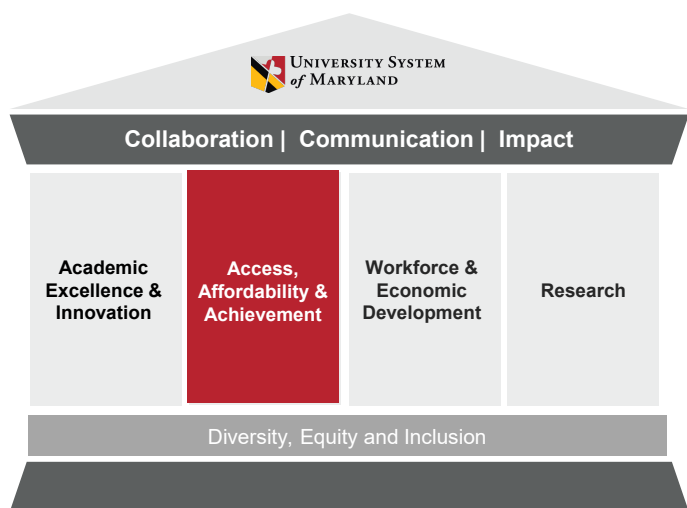 UNIVERSITY SYSTEM
of MARYLAND
Collaboration | Communication | Impact
Academic
Excellence &
Innovation
Access,
Affordability &
Achievement
Workforce &
Economic
Development
Research
Diversity, Equity and Inclusion